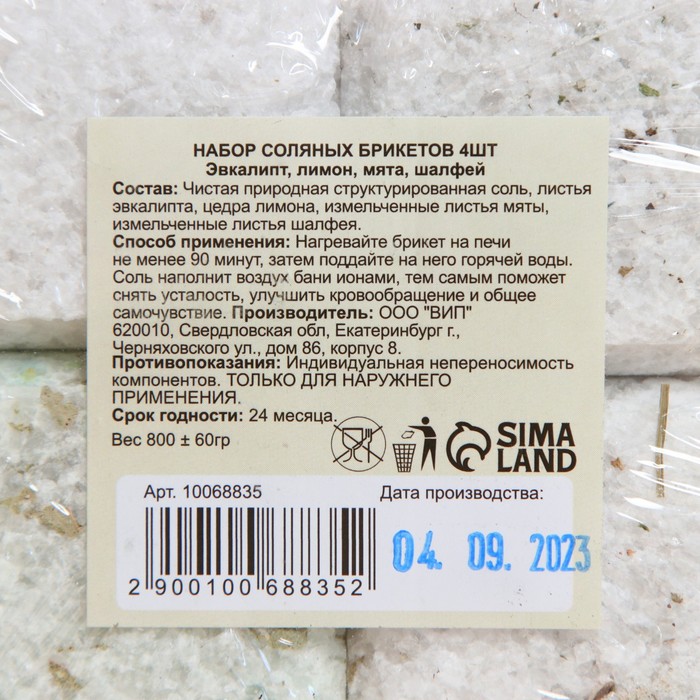 НАБОР СОЛЯНЫХ БРИКЕТОВ 4ШТ
Эвкалипт, лимон, мята, шалфей
Состав: Чистая природная структурированная соль, листья
эвкалипта, цедра лимона, измельченные листья мяты,
измельченные листья шалфея.
Способ применения: Нагревайте брикет на печи
не менее 90 минут, затем поддайте на него горячей воды.
Соль наполнит воздух бани ионами, тем самым поможет
снять усталость, улучшить кровообращение и общее
самочувствие. Производитель: ООО "ВИП"
620010, Свердловская обл, Екатеринбург г.,
Черняховского ул., дом 86, корпус 8.
Противопоказания: Индивидуальная непереносимость
компонентов. ТОЛЬКО ДЛЯ НАРУЖНЕГО
ПРИМЕНЕНИЯ.
Срок годности: 24 месяца.
Вес 800 ± 60гр
SIMA
LAND
Арт. 10068835
Дата производства:
04. 09. 2023
2 900100 688352